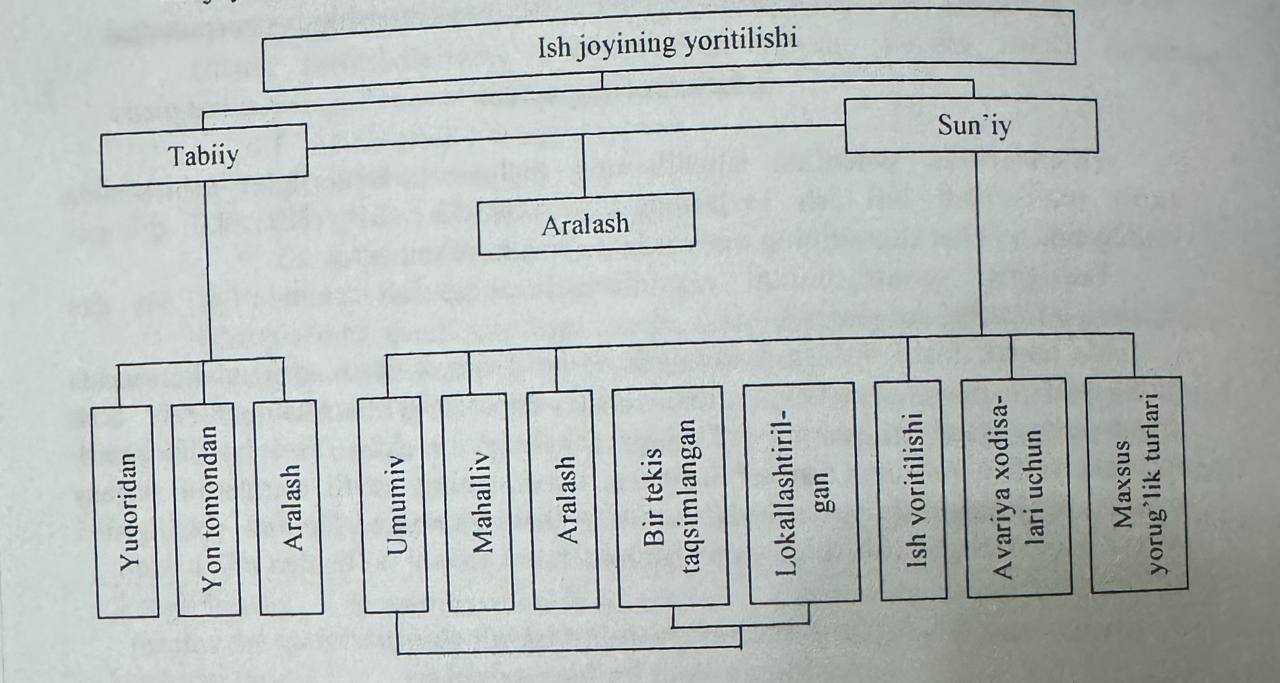 Ish joyining yoritilishi
Tabiiy
Sun’iy
Aralash
Yuqoridan
Yon tomondan
Aralash
Umumiy
Mahalliy
Aralash
Bir tekis
taqsimlangan
Lokallashtiril-
gan
Ish yoritilishi
Avariya xodisa-
lari uchun
Maxsus
yorug’lik turlari